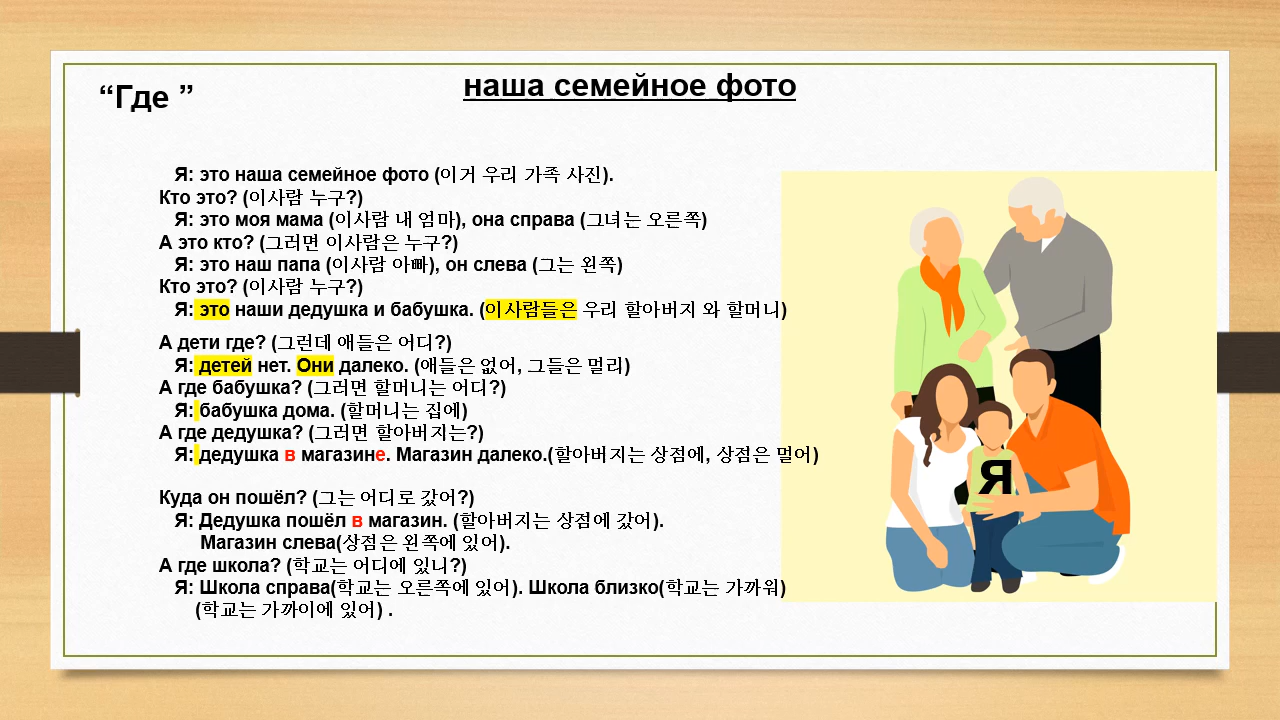 “Где ”
наша семейное фото
Я: это наша семейное фото (이거 우리 가족 사진).
Кто это? (이사람 누구?)
Я: это моя мама (이사람 내 엄마), она справа (그녀는 오른쪽)
А это кто? (그러면 이사람은 누구?)
Я: это наш папа (이사람 아빠), он слева (그는 왼쪽)
Кто это? (이사람 누구?)
Я: это наши дедушка и бабушка. (이사람들은 우리 할아버지 와 할머니)
А дети где? (그런데 애들은 어디?)
Я: детей нет. Они далеко. (애들은 없어, 그들은 멀리)
А где бабушка? (그러면 할머니는 어디?)
Я: бабушка дома. (할머니는 집에)
А где дедушка? (그러면 할아버지는?)
Я: дедушка в магазине. Магазин далеко.(할아버지는 상점에, 상점은 멀어)
Куда он пошёл? (그는 어디로 갔어?)
Я: Дедушка пошёл в магазин. (할아버지는 상점에 갔어).
Магазин слева(상점은 왼쪽에 있어).
А где школа? (학교는 어디에 있니?)
Я: Школа справа(학교는 오른쪽에 있어). Школа близко(학교는 가까워)
(학교는 가까이에 있어) .
Я